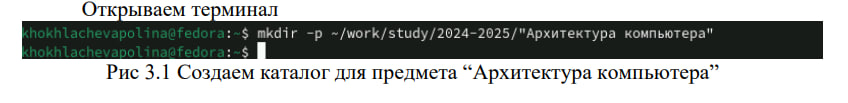 Открываем терминал
khokhlachevapolina@fedora:~$ mkdir -p ~/work/study/2024-2025/"Архитектура компьютера"
khokhlachevapolina@fedora:~$
Рис 3.1 Создаем каталог для предмета “Архитектура компьютера”